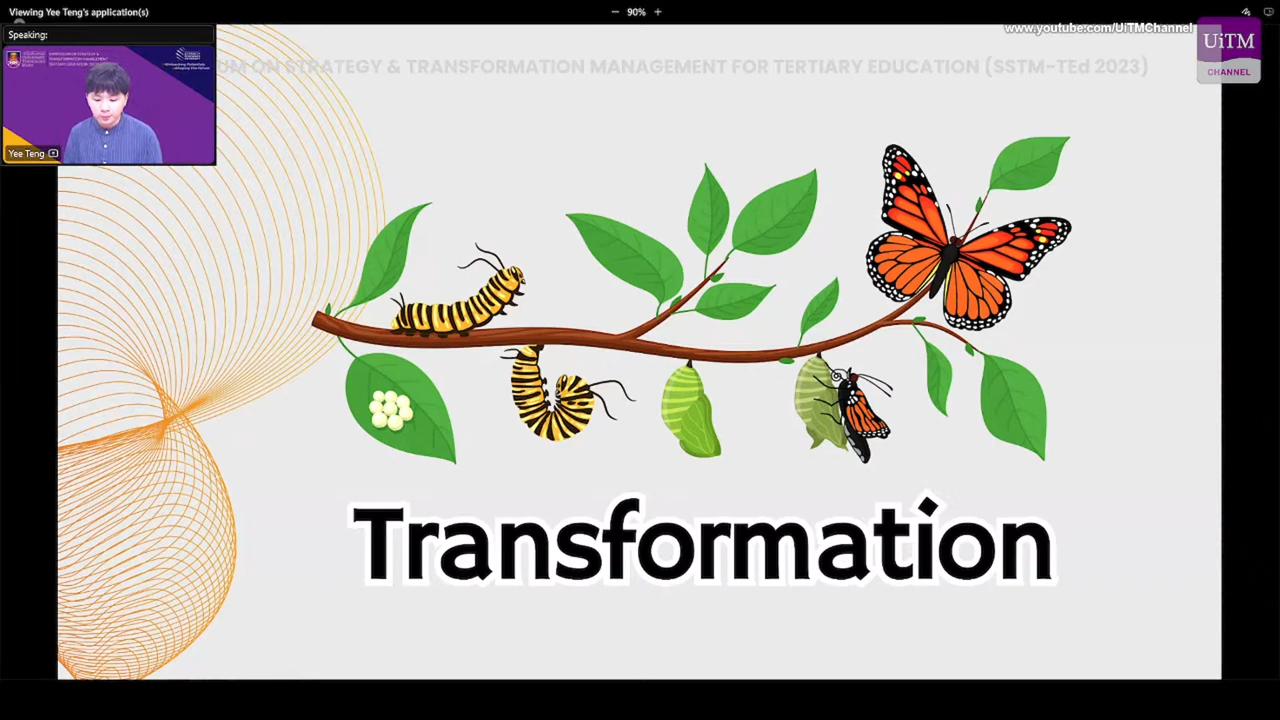 Viewing Yee Teng's application(s)
− 90% +
Speaking:
www.youtube.com/UiTMChannel
UiTM
CHANNEL
UM ON STRATEGY & TRANSFORMATION MANAGEMENT FOR TERTIARY EDUCATION (SSTM-TEd 2023)
Yee Teng
Transformation